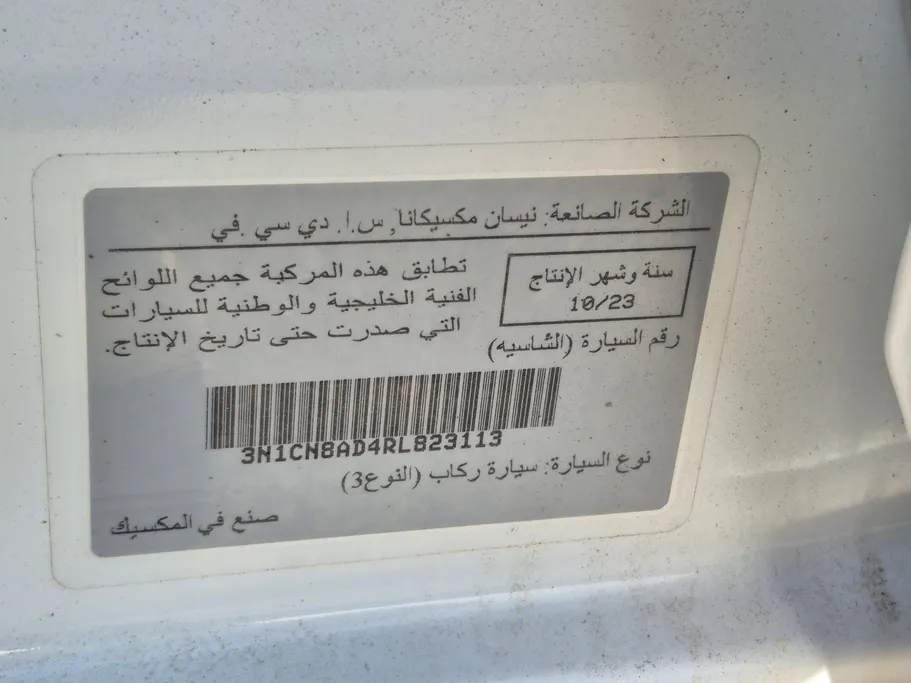 الشركة الصانعة: نيسان مكسيكانا, س.ا. دي سي .في
سنة وشهر الإنتاج
10/23
تطابق هذه المركبة جميع اللوائح
الفنية الخليجية والوطنية للسيارات
التي صدرت حتى تاريخ الإنتاج.
رقم السيارة (الشاسيه)
3N1CN8AD4RL823113
نوع السيارة: سيارة ركاب (النوع3)
صنع في المكسيك